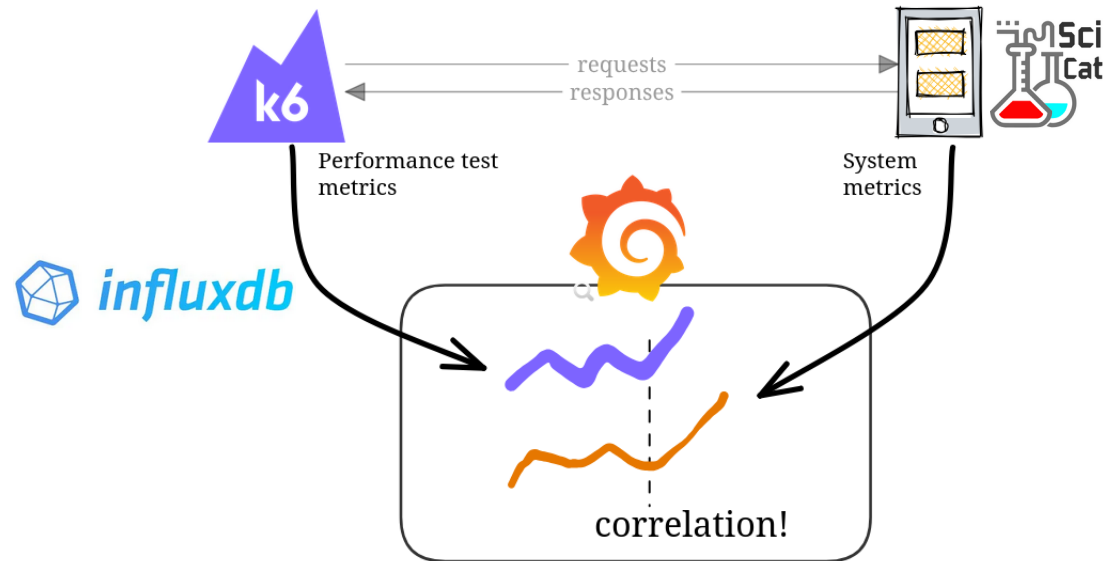 k6
requests
responses
Sci
Cat
Performance test
metrics
System
metrics
influxdb
correlation!